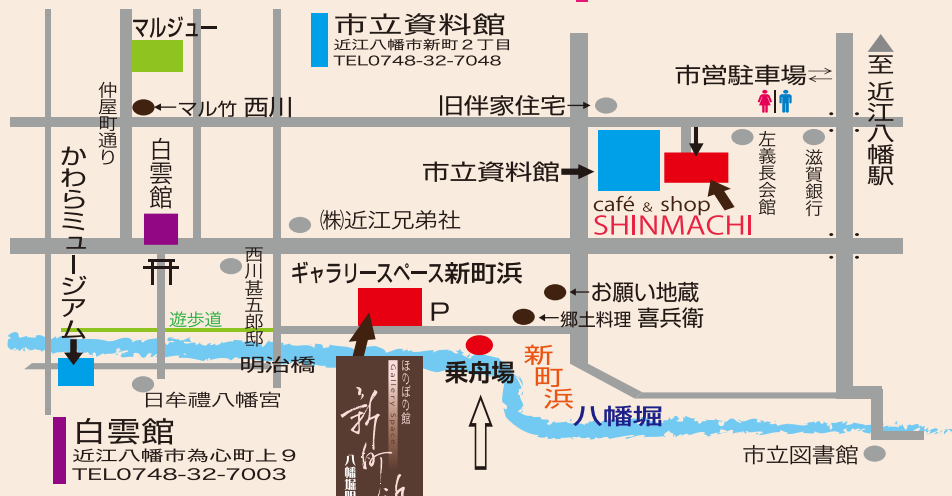 マルジュー
市立資料館
近江八幡市新町2丁目
TEL0748-32-7048
仲屋町通り
マル竹 西川
旧伴家住宅
市営駐車場
至 近江八幡駅
かわらミュージアム
白雲館
市立資料館
左義長会館
滋賀銀行
café & shop
SHINMACHI
(株)近江兄弟社
西川甚五郎邸
ギャラリースペース新町浜
P
お願い地蔵
郷土料理 喜兵衛
遊歩道
明治橋
乗舟場
新町浜
八幡堀
日牟禮八幡宮
ほのぼの館
Gallery Space
新町浜
八幡堀
白雲館
近江八幡市為心町上9
TEL0748-32-7003
市立図書館